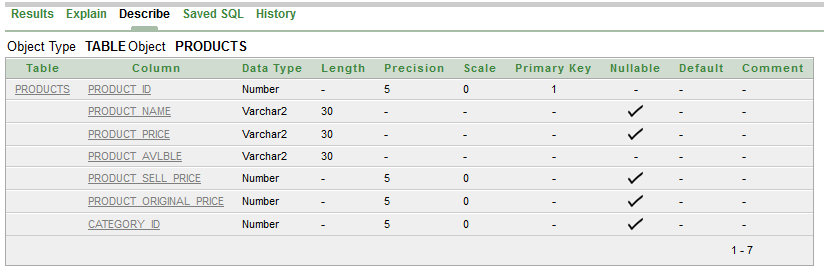 Results Explain Describe Saved SQL History
Object Type TABLE Object PRODUCTS
Table Column Data Type Length Precision Scale Primary Key Nullable Default Comment
PRODUCTS PRODUCT_ID Number - 5 0 1 - - -
PRODUCT_NAME Varchar2 30 - - - ✓ - -
PRODUCT_PRICE Varchar2 30 - - - ✓ - -
PRODUCT_AVLBLE Varchar2 30 - - - - - -
PRODUCT_SELL_PRICE Number - 5 0 - ✓ - -
PRODUCT_ORIGINAL_PRICE Number - 5 0 - ✓ - -
CATEGORY_ID Number - 5 0 - ✓ - -
1 - 7